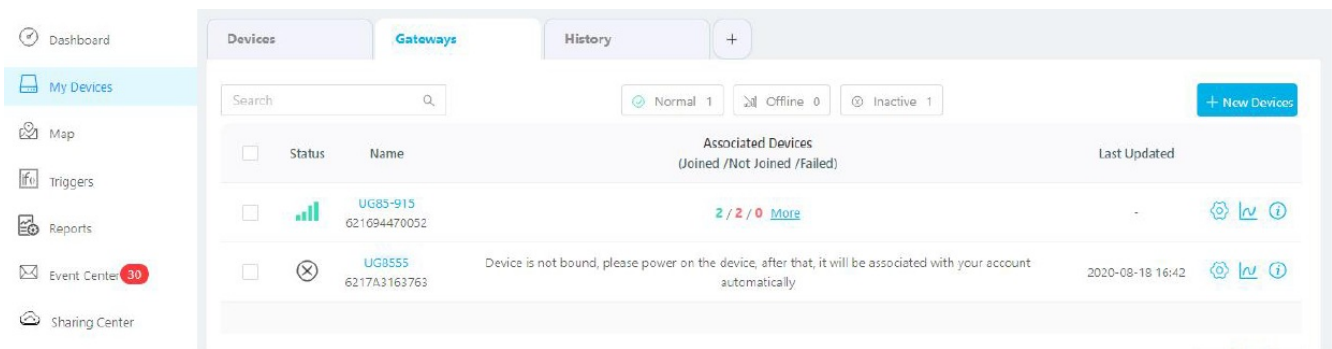 Dashboard
My Devices
Map
Triggers
Reports
Event Center 30
Sharing Center
Devices
Gateways
History
+
Search
Normal 1
Offline 0
Inactive 1
+ New Devices
Status
Name
Associated Devices
(Joined /Not Joined /Failed)
Last Updated
UG85-915
621694470052
2 / 2 / 0 More
-
UG8555
6217A3163763
Device is not bound, please power on the device, after that, it will be associated with your account
automatically
2020-08-18 16:42